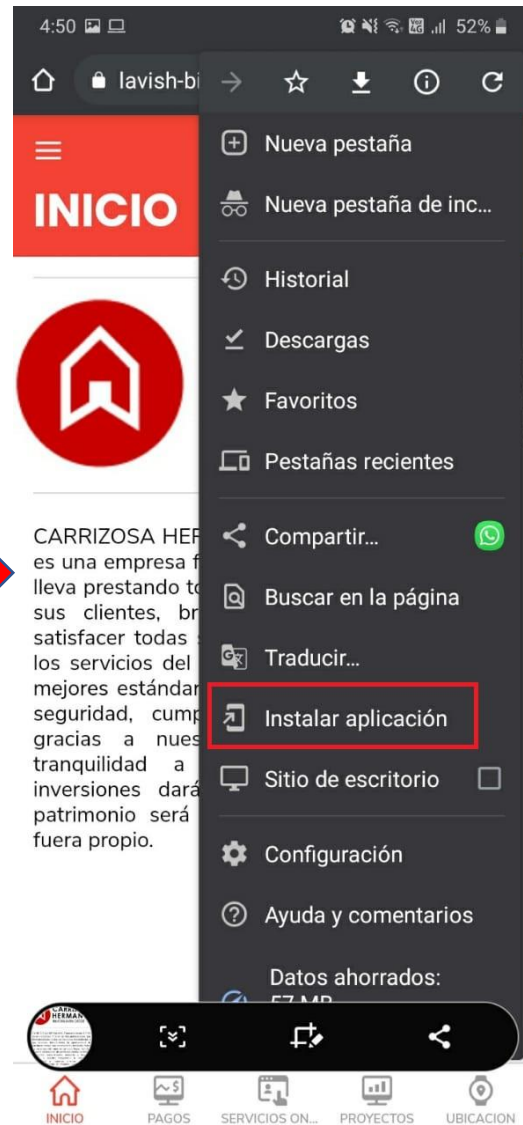 4:50
52%
lavish-bi
INICIO
Nueva pestaña
Nueva pestaña de inc...
Historial
Descargas
Favoritos
Pestañas recientes
Compartir...
Buscar en la página
Traducir...
Instalar aplicación
Sitio de escritorio
Configuración
Ayuda y comentarios
Datos ahorrados:
57 MB
CARRIZOSA HER
es una empresa f
lleva prestando to
sus clientes, br
satisfacer todas
los servicios del
mejores estándar
seguridad, cump
gracias a nues
tranquilidad a
inversiones dará
patrimonio será
fuera propio.
INICIO
PAGOS
SERVICIOS ON...
PROYECTOS
UBICACION